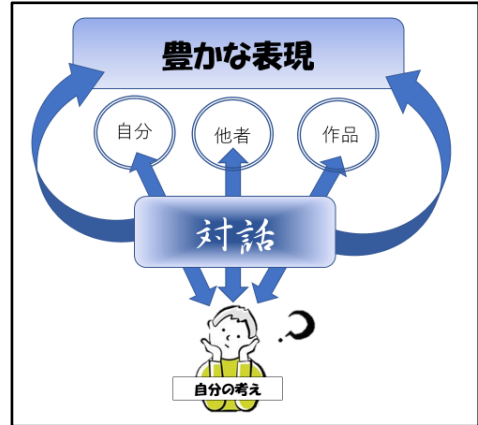 豊かな表現
自分
他者
作品
対話
自分の考え